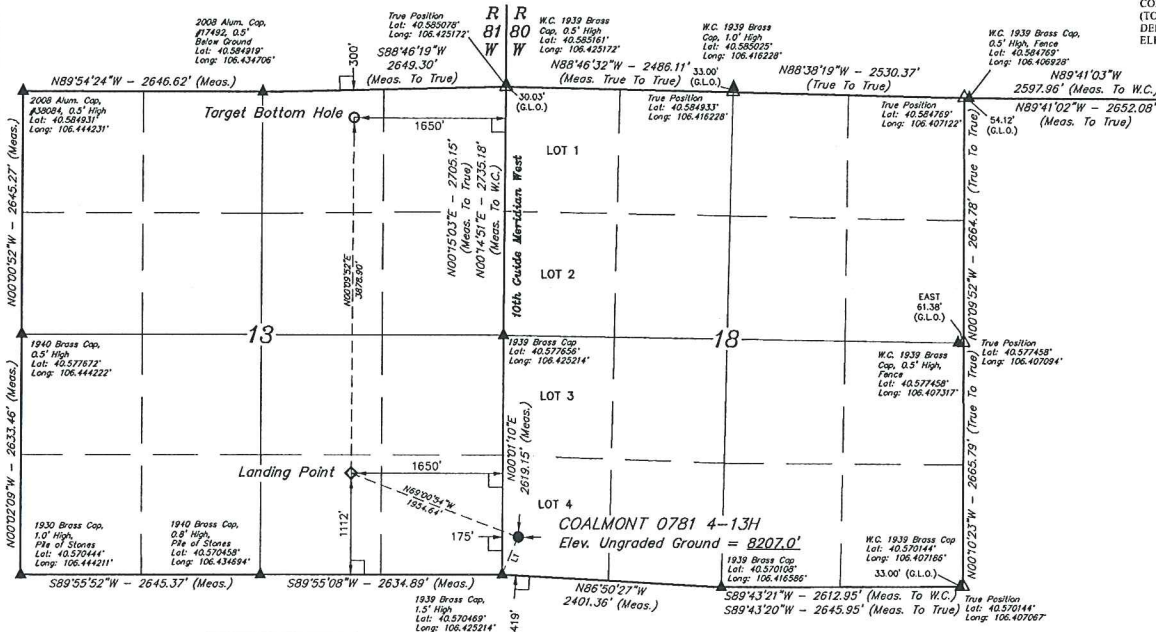 CO
(TO
DE
ELE
R R
81 80
W W
2008 Alum. Cap,
#17492, 0.5'
Below Ground
Lat: 40.584919°
Long: 106.434706°
True Position
Lat: 40.585078°
Long: 106.425172°
W.C. 1939 Brass
Cap, 0.5' High
Lat: 40.585161°
Long: 106.425172°
W.C. 1939 Brass
Cap, 1.0' High
Lat: 40.585025°
Long: 106.416228°
W.C. 1939 Brass Cap,
0.5' High, Fence
Lat: 40.584769°
Long: 106.406928°
N89°54'24"W - 2646.62' (Meas.)
300'
S88°46'19"W
2649.30'
(Meas. To True)
N88°46'32"W - 2486.11'
(Meas. True To True)
33.00'
(G.L.O.)
N88°38'19"W - 2530.37'
(True To True)
N89°41'03"W
2597.96' (Meas. To W.C.)
N89°41'02"W - 2652.08'
(Meas. To True)
2008 Alum. Cap,
#38084, 0.5' High
Lat: 40.584931°
Long: 106.444231°
Target Bottom Hole
30.03'
(G.L.O.)
True Position
Lat: 40.584933°
Long: 106.416228°
True Position
Lat: 40.584769°
Long: 106.407122°
54.12'
(G.L.O.)
1650'
LOT 1
N00°00'52"W - 2645.27' (Meas.)
N00°15'03"E - 2705.15'
(Meas. To True)
N00°14'51"E - 2735.18'
(Meas. To W.C.)
10th Guide Meridian West
N00°09'52"W - 2664.78' (True To True)
N00°09'52"E
3878.90'
LOT 2
EAST
61.38'
(G.L.O.)
13
18
1940 Brass Cap,
0.5' High
Lat: 40.577672°
Long: 106.444222°
1939 Brass Cap
Lat: 40.577656°
Long: 106.425214°
W.C. 1939 Brass
Cap, 0.5' High,
Fence
Lat: 40.577458°
Long: 106.407317°
True Position
Lat: 40.577458°
Long: 106.407094°
LOT 3
N00°02'09"W - 2633.46' (Meas.)
N00°01'10"E
2619.15' (Meas.)
N00°10'23"W - 2665.79' (True To True)
Landing Point
1650'
N69°00'54"W
1954.64'
LOT 4
1112'
175'
COALMONT 0781 4-13H
Elev. Ungraded Ground = 8207.0'
L1
1930 Brass Cap,
1.0' High,
Pile of Stones
Lat: 40.570444°
Long: 106.444211°
1940 Brass Cap,
0.8' High,
Pile of Stones
Lat: 40.570458°
Long: 106.434694°
1939 Brass Cap
Lat: 40.570108°
Long: 106.416586°
W.C. 1939 Brass Cap
Lat: 40.570144°
Long: 106.407186°
33.00' (G.L.O.)
S89°55'52"W - 2645.37' (Meas.)
S89°55'08"W - 2634.89' (Meas.)
N86°50'27"W
2401.36' (Meas.)
S89°43'21"W - 2612.95' (Meas. To W.C.)
S89°43'20"W - 2645.95' (Meas. To True)
1939 Brass Cap,
1.5' High
Lat: 40.570469°
Long: 106.425214°
419'
True Position
Lat: 40.570144°
Long: 106.407067°